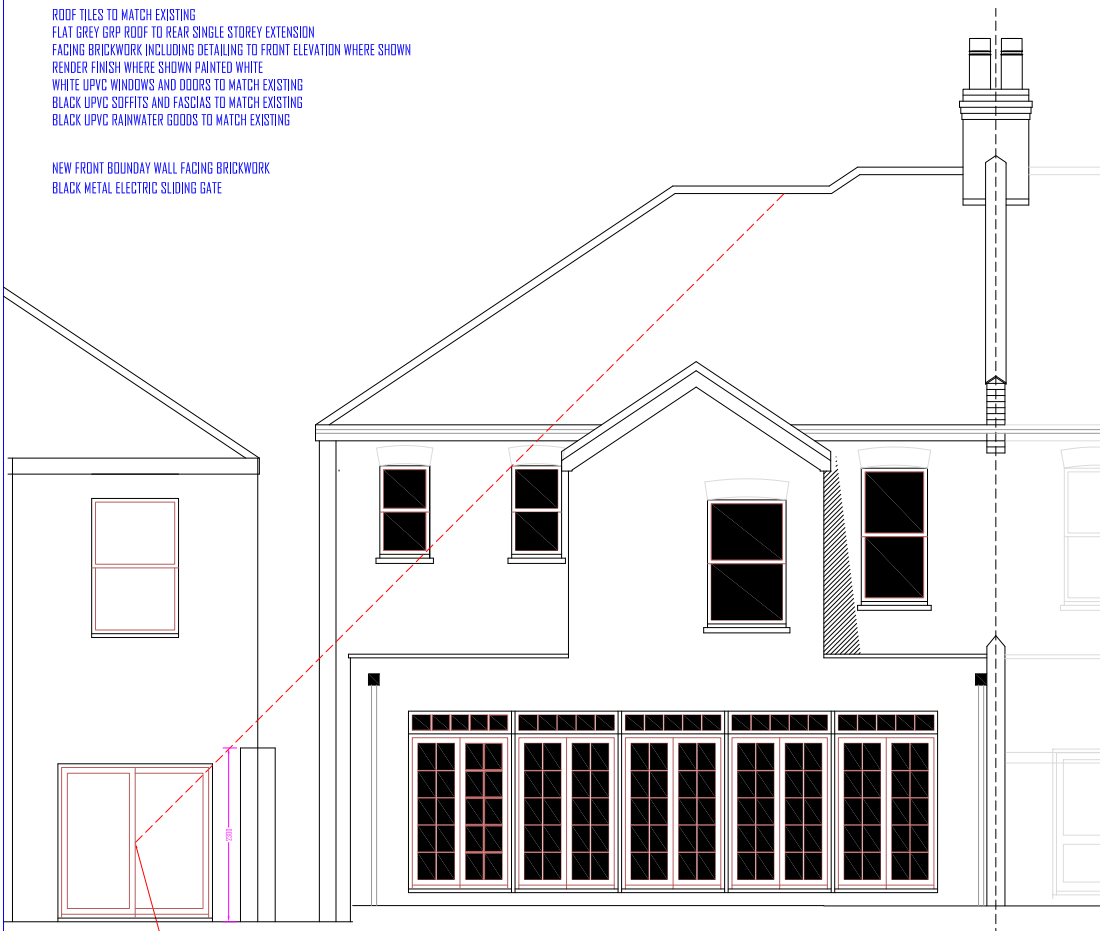 ROOF TILES TO MATCH EXISTING
FLAT GREY GRP ROOF TO REAR SINGLE STOREY EXTENSION
FACING BRICKWORK INCLUDING DETAILING TO FRONT ELEVATION WHERE SHOWN
RENDER FINISH WHERE SHOWN PAINTED WHITE
WHITE UPVC WINDOWS AND DOORS TO MATCH EXISTING
BLACK UPVC SOFFITS AND FASCIAS TO MATCH EXISTING
BLACK UPVC RAINWATER GOODS TO MATCH EXISTING
NEW FRONT BOUNDAY WALL FACING BRICKWORK
BLACK METAL ELECTRIC SLIDING GATE